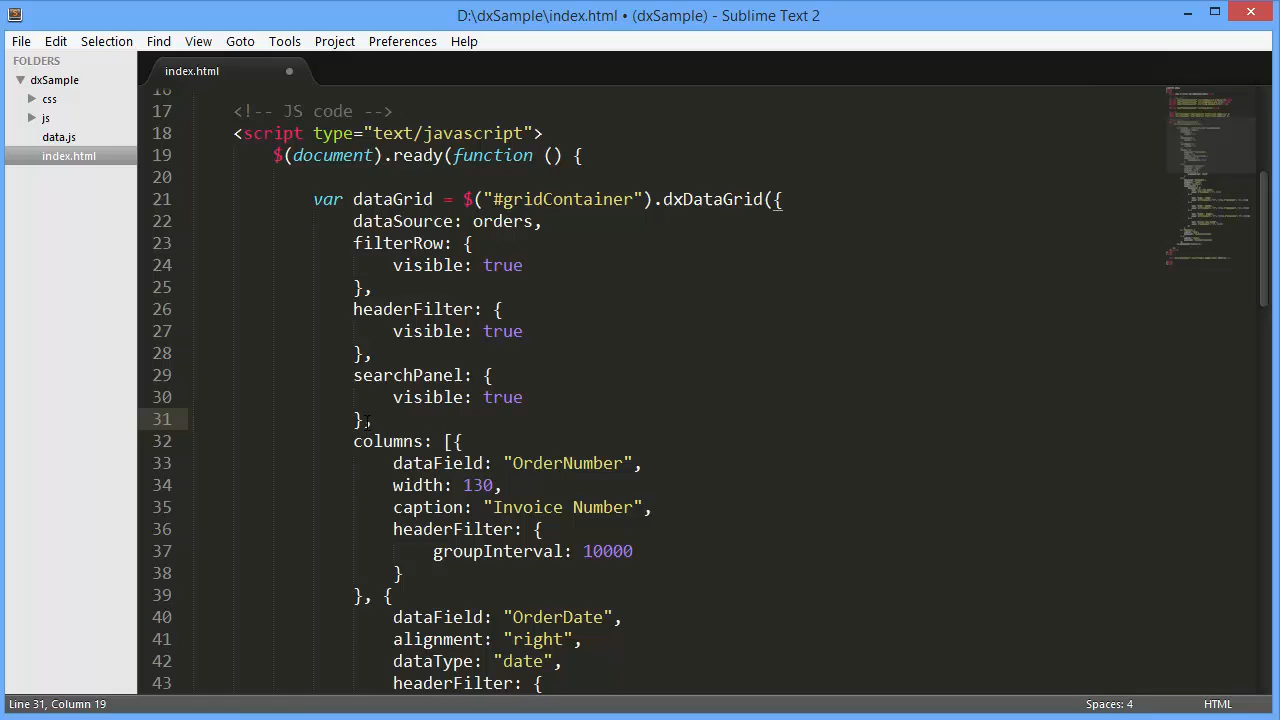 D:\dxSample\index.html • (dxSample) - Sublime Text 2
File Edit Selection Find View Goto Tools Project Preferences Help
FOLDERS
dxSample
css
js
data.js
index.html
index.html
16
17 <!-- JS code -->
18 <script type="text/javascript">
19 $(document).ready(function () {
20
21 var dataGrid = $("#gridContainer").dxDataGrid({
22 dataSource: orders,
23 filterRow: {
24 visible: true
25 },
26 headerFilter: {
27 visible: true
28 },
29 searchPanel: {
30 visible: true
31 },
32 columns: [{
33 dataField: "OrderNumber",
34 width: 130,
35 caption: "Invoice Number",
36 headerFilter: {
37 groupInterval: 10000
38 }
39 }, {
40 dataField: "OrderDate",
41 alignment: "right",
42 dataType: "date",
43 headerFilter: {
Line 31, Column 19
Spaces: 4
HTML